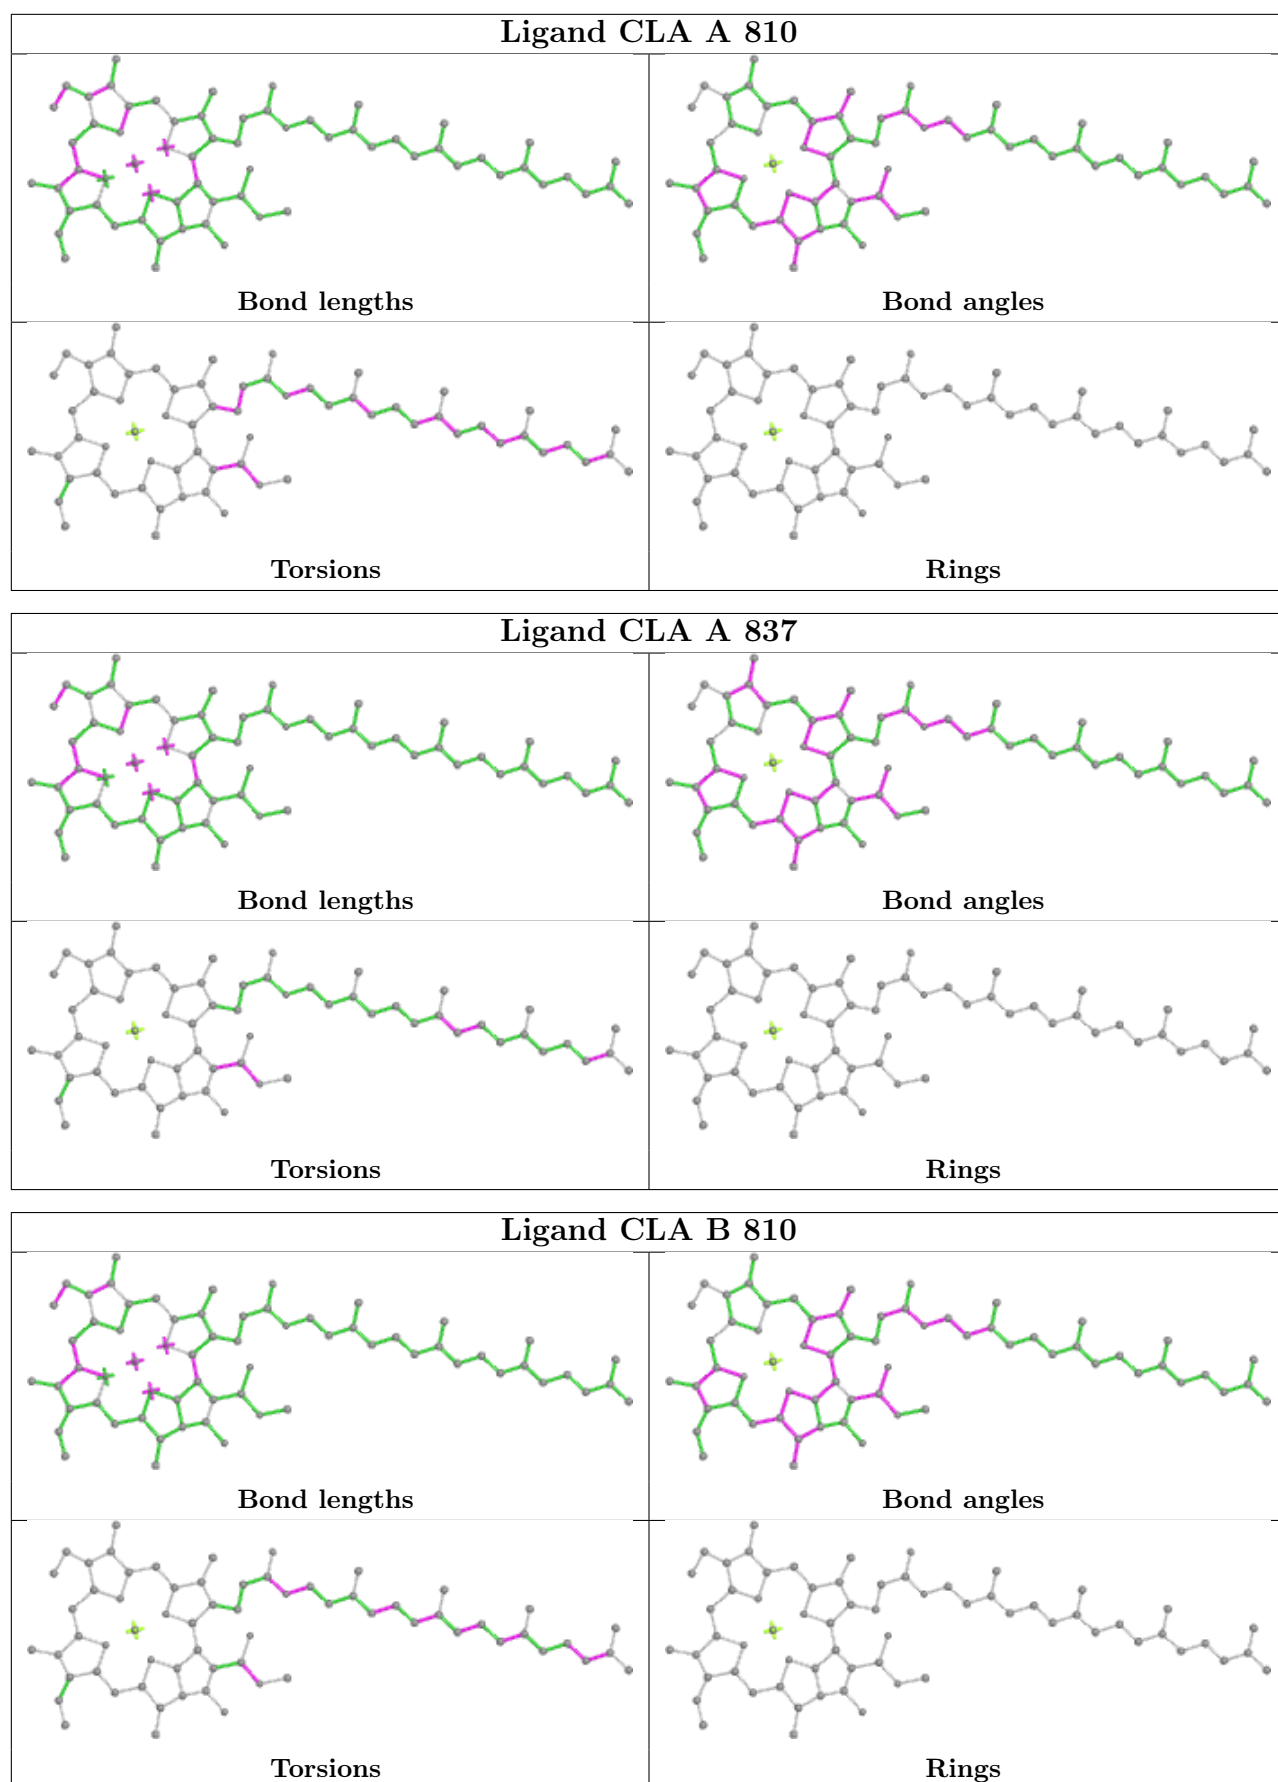 Ligand CLA A 810
Bond lengths
Bond angles
Torsions
Rings
Ligand CLA A 837
Bond lengths
Bond angles
Torsions
Rings
Ligand CLA B 810
Bond lengths
Bond angles
Torsions
Rings